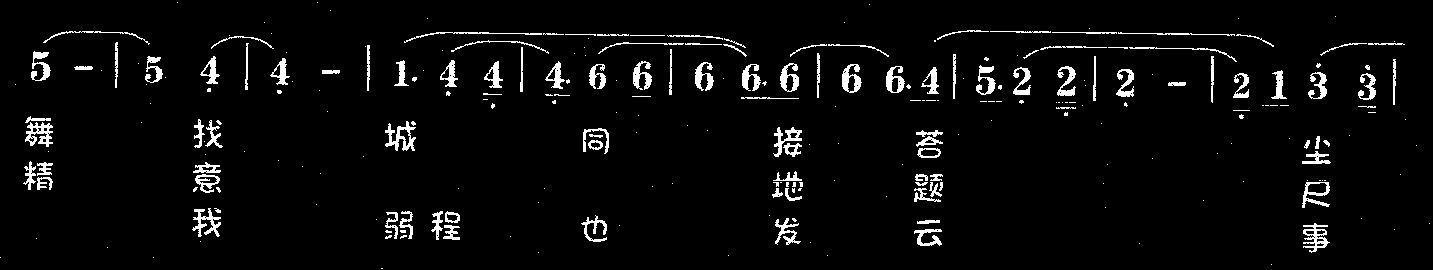 5 - | 5 4 | 4 - | 1. 4 4 | 4. 6 6 | 6 6. 6 | 6 6. 4 | 5. 2 2 | 2 - | 2 1 3 3 |
舞 找 城 同 接 荅 尘
精 意 地 题 尺
我 弱 程 也 发 云 事